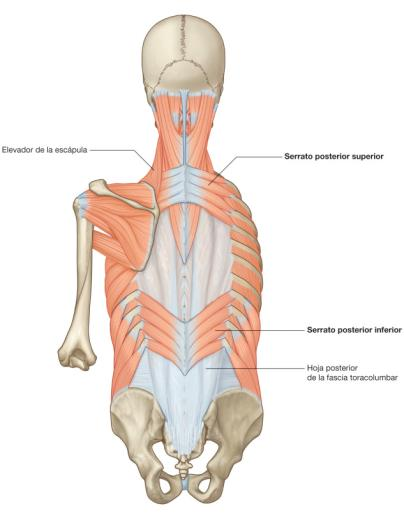 Elevador de la escápula
Serrato posterior superior
Serrato posterior inferior
Hoja posterior
de la fascia toracolumbar